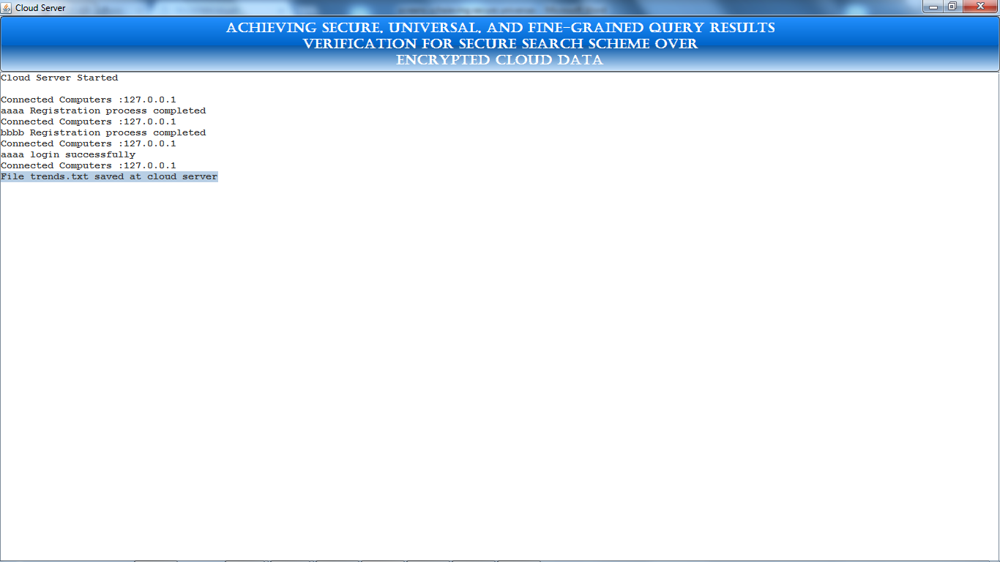 Cloud Server
ACHIEVING SECURE, UNIVERSAL, AND FINE-GRAINED QUERY RESULTS
VERIFICATION FOR SECURE SEARCH SCHEME OVER
ENCRYPTED CLOUD DATA
Cloud Server Started
Connected Computers :127.0.0.1
aaaa Registration process completed
Connected Computers :127.0.0.1
bbbb Registration process completed
Connected Computers :127.0.0.1
aaaa login successfully
Connected Computers :127.0.0.1
File trends.txt saved at cloud server